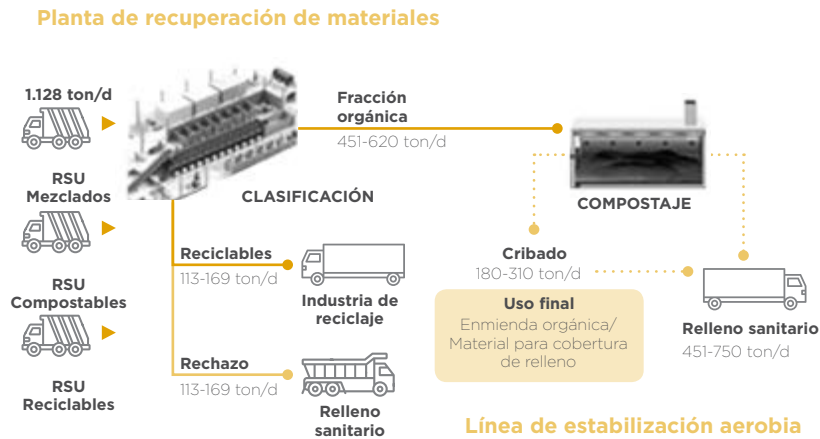 Planta de recuperación de materiales
1.128 ton/d
RSU
Mezclados
RSU
Compostables
RSU
Reciclables
CLASIFICACIÓN
Fracción
orgánica
451-620 ton/d
COMPOSTAJE
Reciclables
113-169 ton/d
Industria de
reciclaje
Rechazo
113-169 ton/d
Relleno
sanitario
Cribado
180-310 ton/d
Uso final
Enmienda orgánica/
Material para cobertura
de relleno
Relleno sanitario
451-750 ton/d
Línea de estabilización aerobia